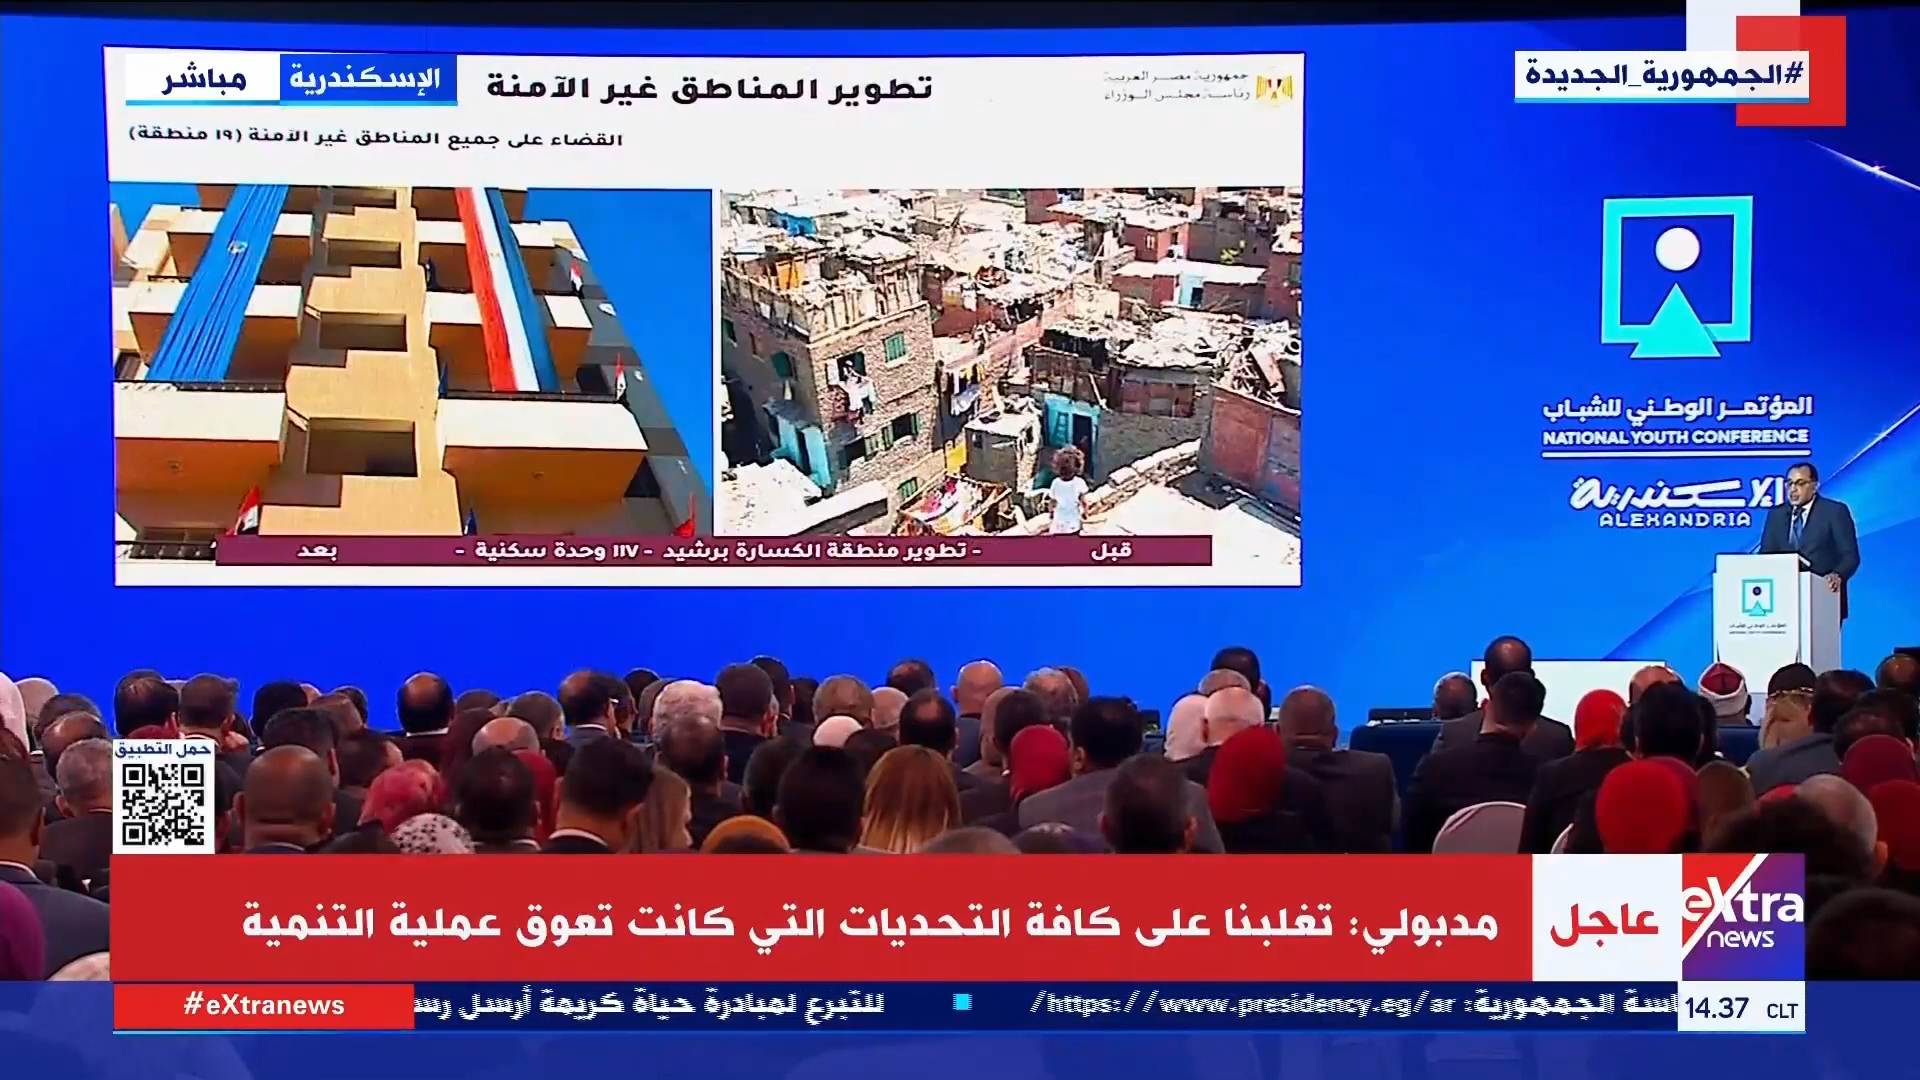 #الجمهورية_الجديدة
مباشر
الإسكندرية
تطوير المناطق غير الآمنة
جمهورية مصر العربية
رئاسة مجلس الوزراء
القضاء على جميع المناطق غير الآمنة (١٩ منطقة)
قبل
- تطوير منطقة الكسارة برشيد - ١١٧ وحدة سكنية -
بعد
المؤتمر الوطني للشباب
NATIONAL YOUTH CONFERENCE
الإسكندرية
ALEXANDRIA
حمل التطبيق
عاجل
مدبولي: تغلبنا على كافة التحديات التي كانت تعوق عملية التنمية
eXtra news
#eXtranews
اسة الجمهورية: https://www.presidency.eg/ar/
للتبرع لمبادرة حياة كريمة أرسل رس
14.37 CLT